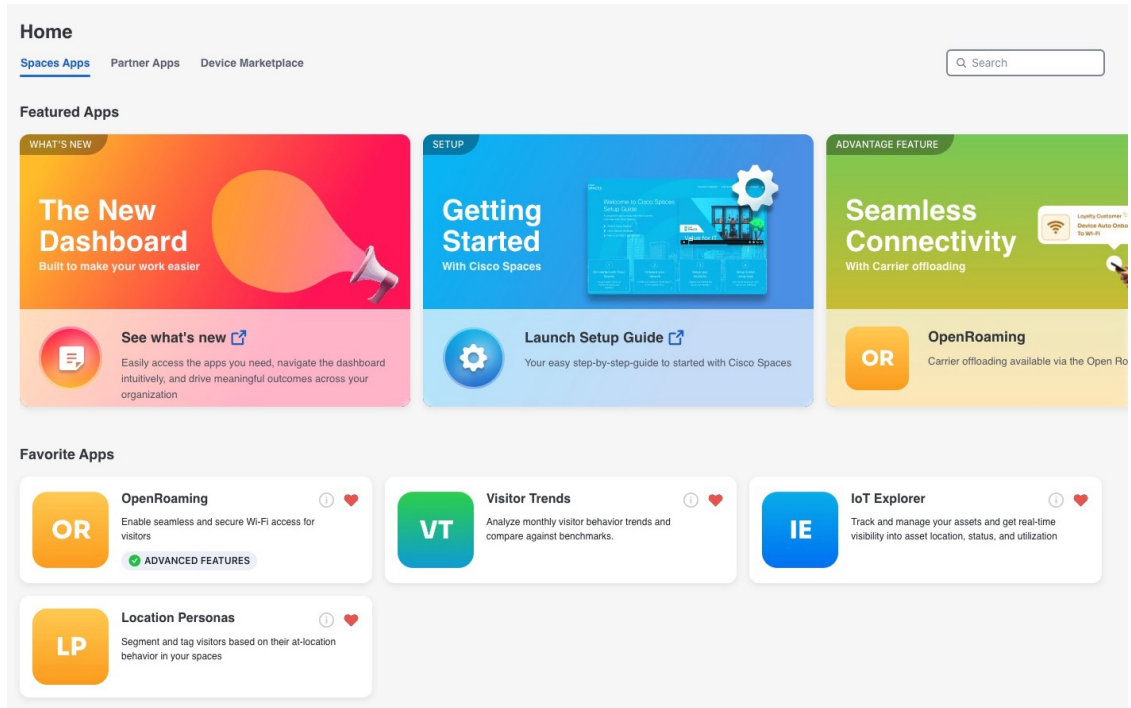 Home
Spaces Apps Partner Apps Device Marketplace
Search
Featured Apps
WHAT'S NEW
The New
Dashboard
Built to make your work easier
See what's new
Easily access the apps you need, navigate the dashboard
intuitively, and drive meaningful outcomes across your
organization
SETUP
Getting
Started
With Cisco Spaces
Welcome to Cisco Spaces
Setup Guide
Launch Setup Guide
Your easy step-by-step-guide to started with Cisco Spaces
ADVANTAGE FEATURE
Seamless
Connectivity
With Carrier offloading
Loyalty Customer
Device Auto Onbo
To Wi-Fi
OR
OpenRoaming
Carrier offloading available via the Open Ro
Favorite Apps
OR
OpenRoaming
Enable seamless and secure Wi-Fi access for
visitors
ADVANCED FEATURES
VT
Visitor Trends
Analyze monthly visitor behavior trends and
compare against benchmarks.
IE
IoT Explorer
Track and manage your assets and get real-time
visibility into asset location, status, and utilization
LP
Location Personas
Segment and tag visitors based on their at-location
behavior in your spaces